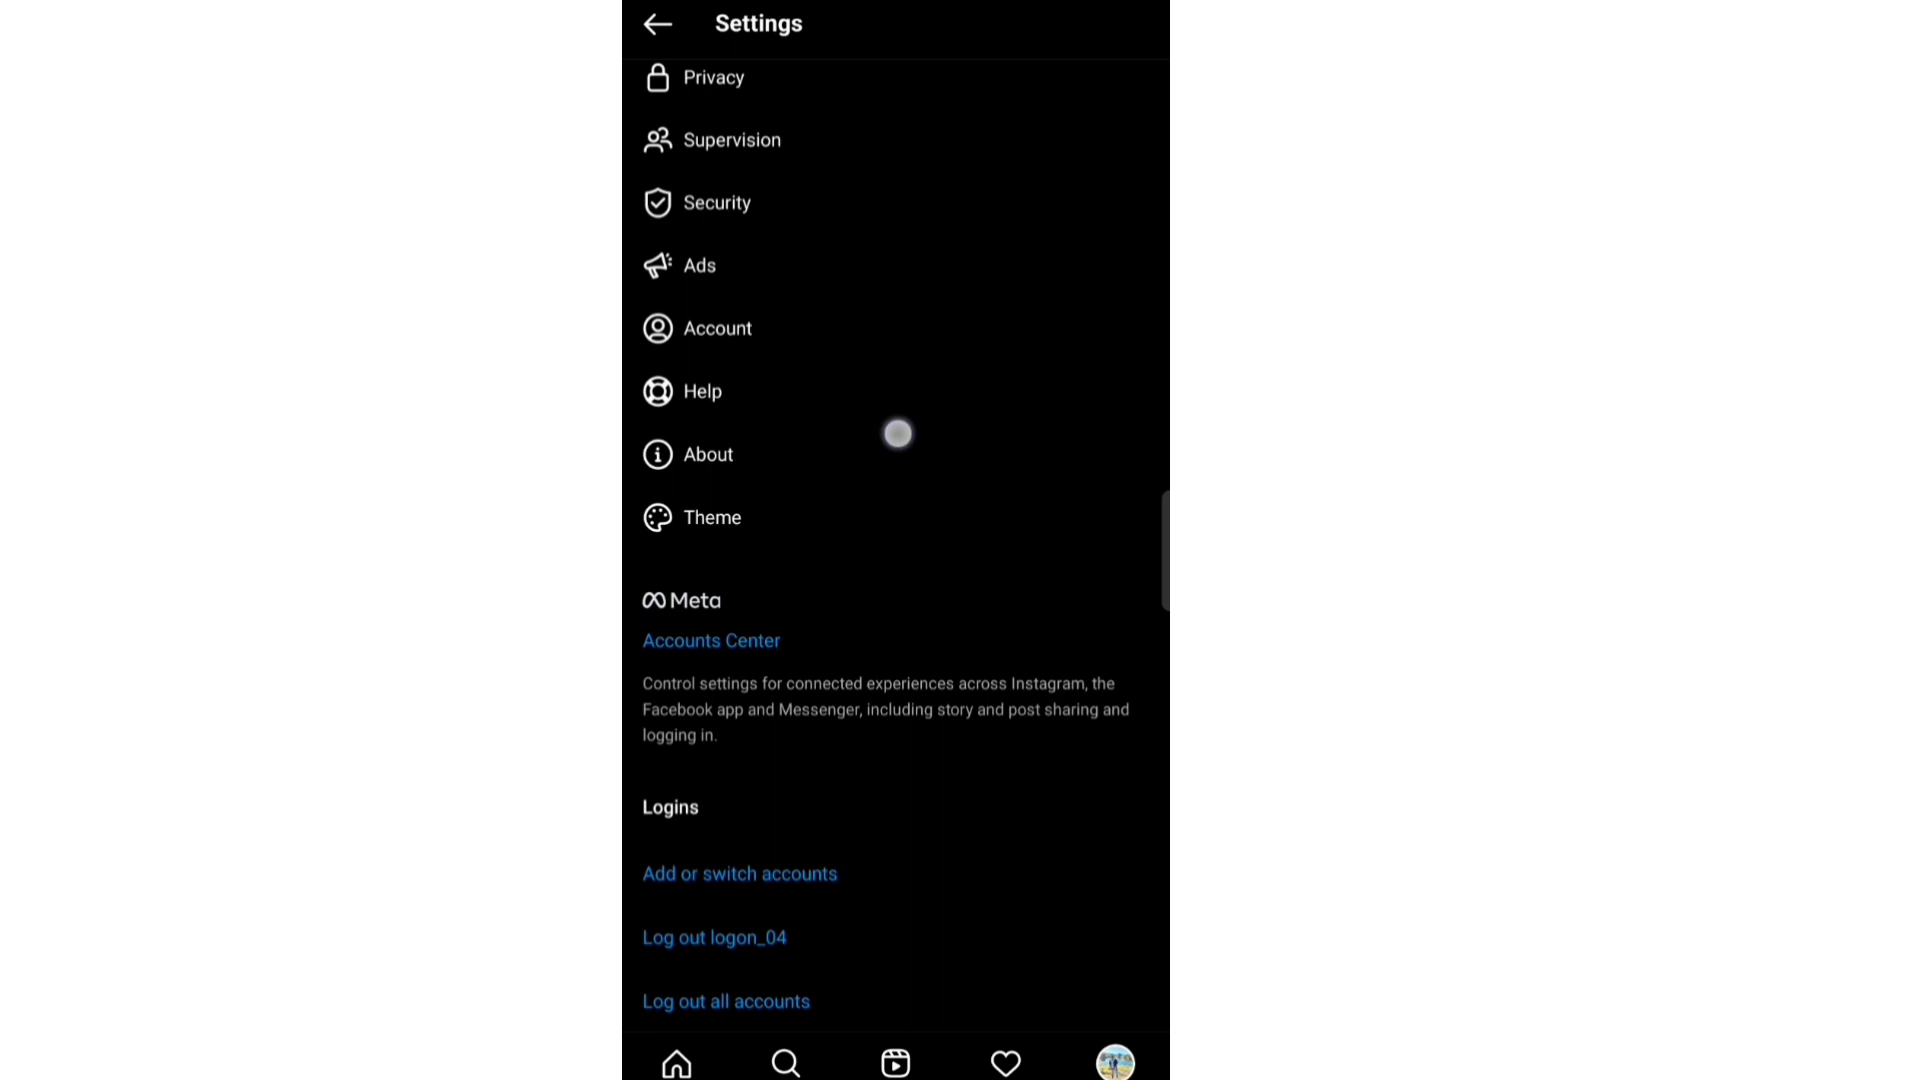 Settings
Privacy
Supervision
Security
Ads
Account
Help
About
Theme
Meta
Accounts Center
Control settings for connected experiences across Instagram, the
Facebook app and Messenger, including story and post sharing and
logging in.
Logins
Add or switch accounts
Log out logon_04
Log out all accounts